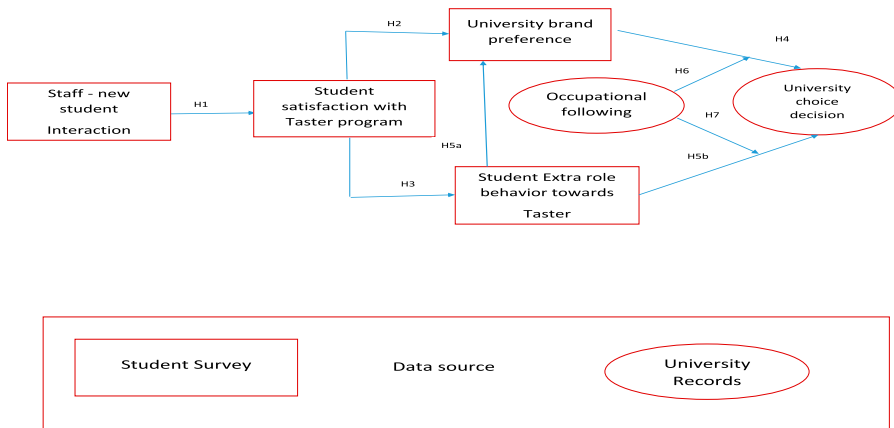 University brand
preference
H2
H4
H6
Staff - new
student
Interaction
H1
Student
satisfaction with
Taster program
Occupational
following
University
choice
decision
H7
H5a
H5b
H3
Student Extra role
behavior towards
Taster
Student Survey
Data source
University
Records